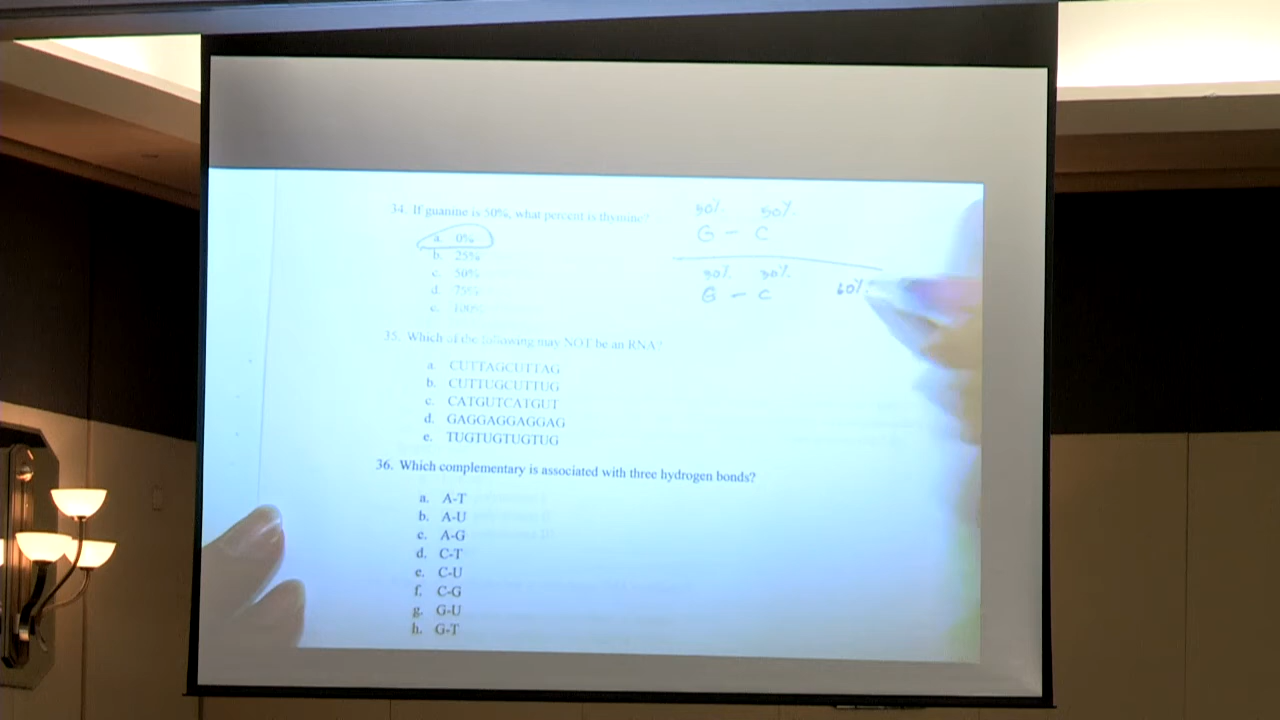 34. If guanine is 50%, what percent is thymine?
a. 0%
b. 25%
c. 50%
d. 75%
e. 100%
50% 50%
G - C
30% 30%
G - C 60%
35. Which of the following may NOT be an RNA?
a. CUTTAGCUTTAG
b. CUTTUGCUTTUG
c. CATGUTCATGUT
d. GAGGAGGAGGAG
e. TUGTUGTUGTUG
36. Which complementary is associated with three hydrogen bonds?
a. A-T
b. A-U
c. A-G
d. C-T
e. C-U
f. C-G
g. G-U
h. G-T